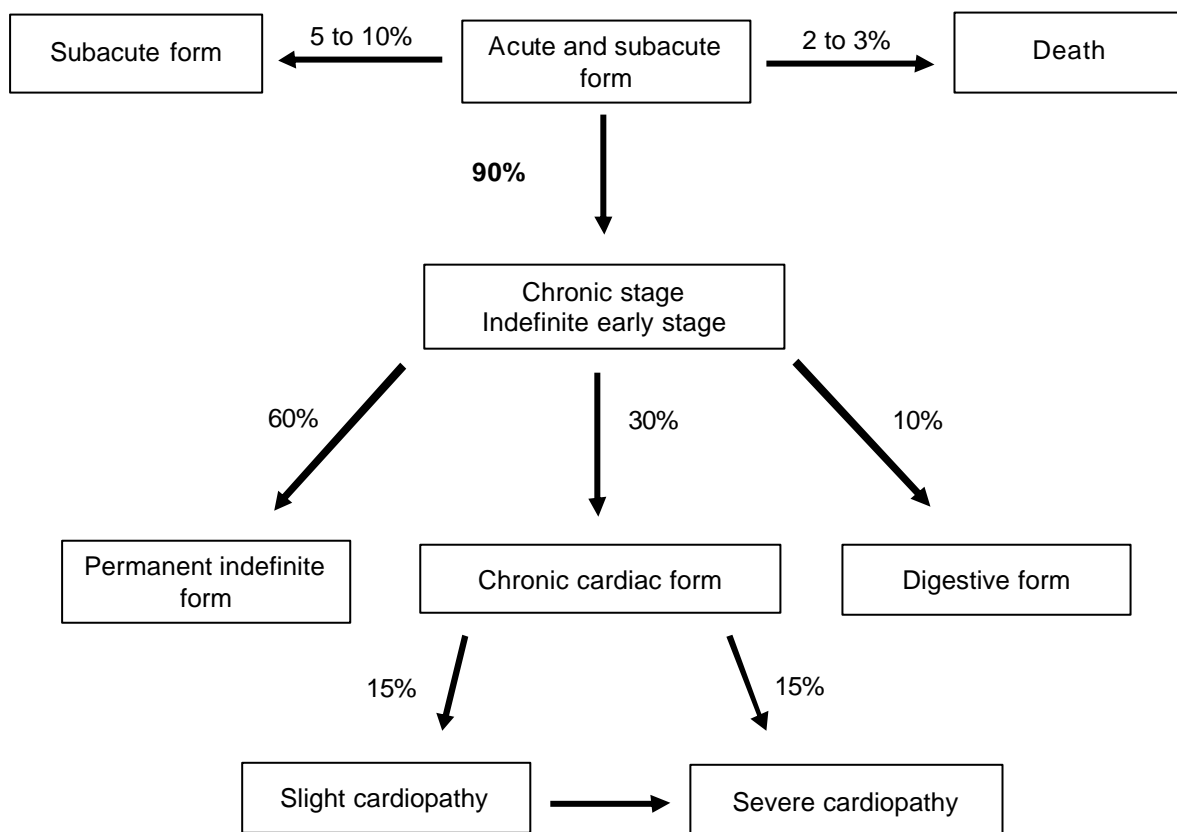 Subacute form
5 to 10%
Acute and subacute
form
2 to 3%
Death
90%
Chronic stage
Indefinite early stage
60%
30%
10%
Permanent indefinite
form
Chronic cardiac form
Digestive form
15%
15%
Slight cardiopathy
Severe cardiopathy